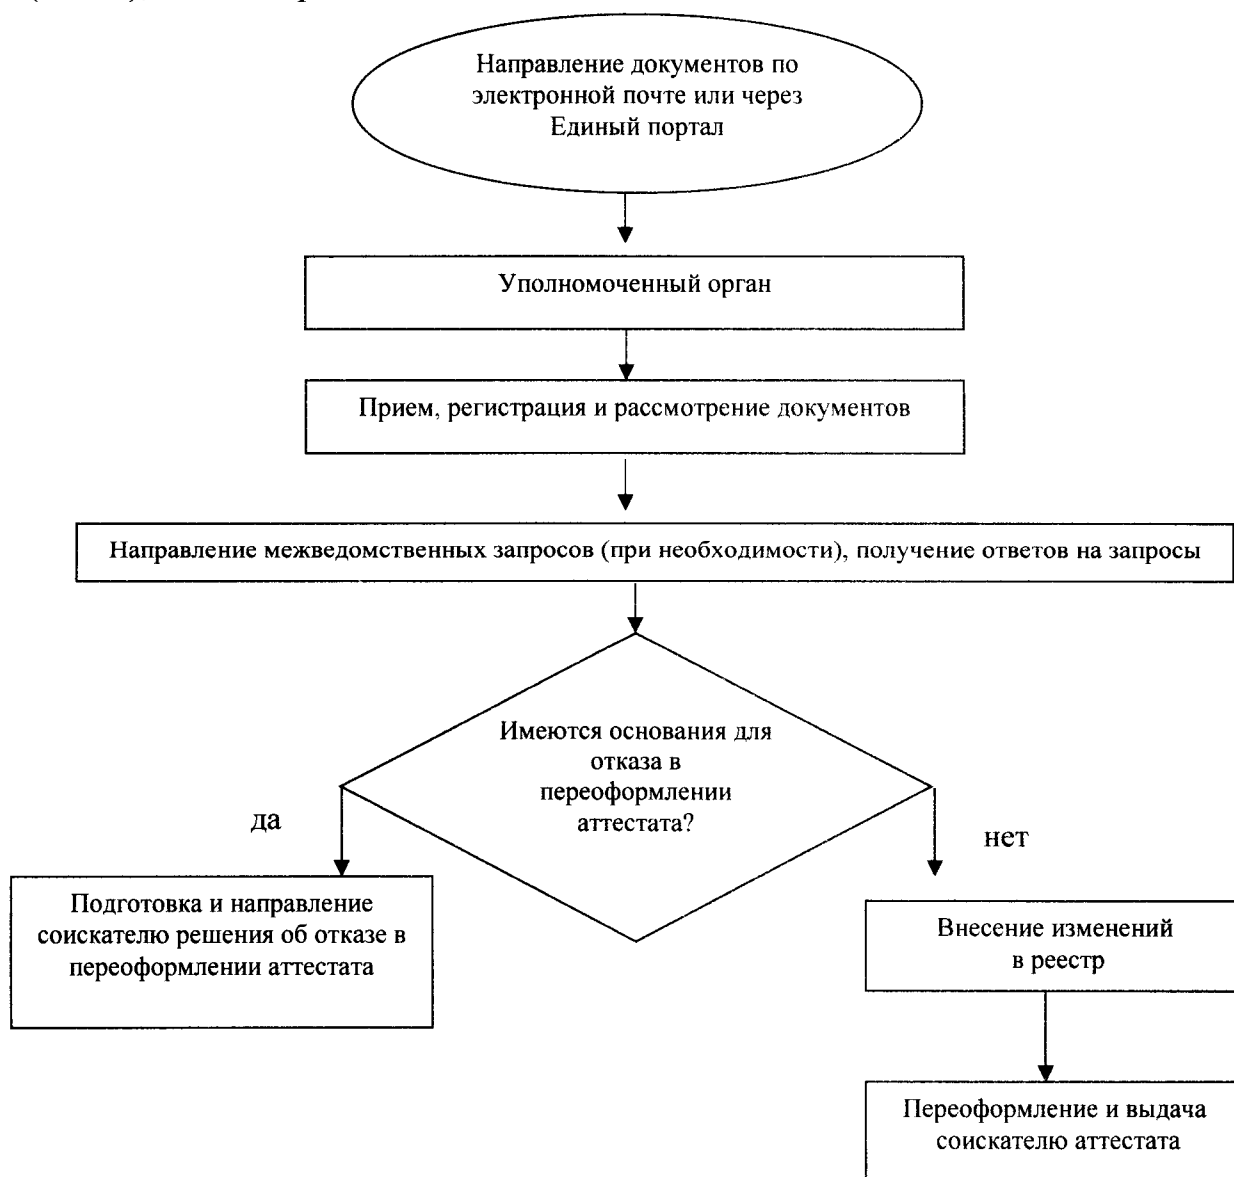 Направление документов по
электронной почте или через
Единый портал
Уполномоченный орган
Прием, регистрация и рассмотрение документов
Направление межведомственных запросов (при необходимости), получение ответов на запросы
Имеются основания для
отказа в
переоформлении
аттестата?
да
нет
Подготовка и направление
соискателю решения об отказе в
переоформлении аттестата
Внесение изменений
в реестр
Переоформление и выдача
соискателю аттестата